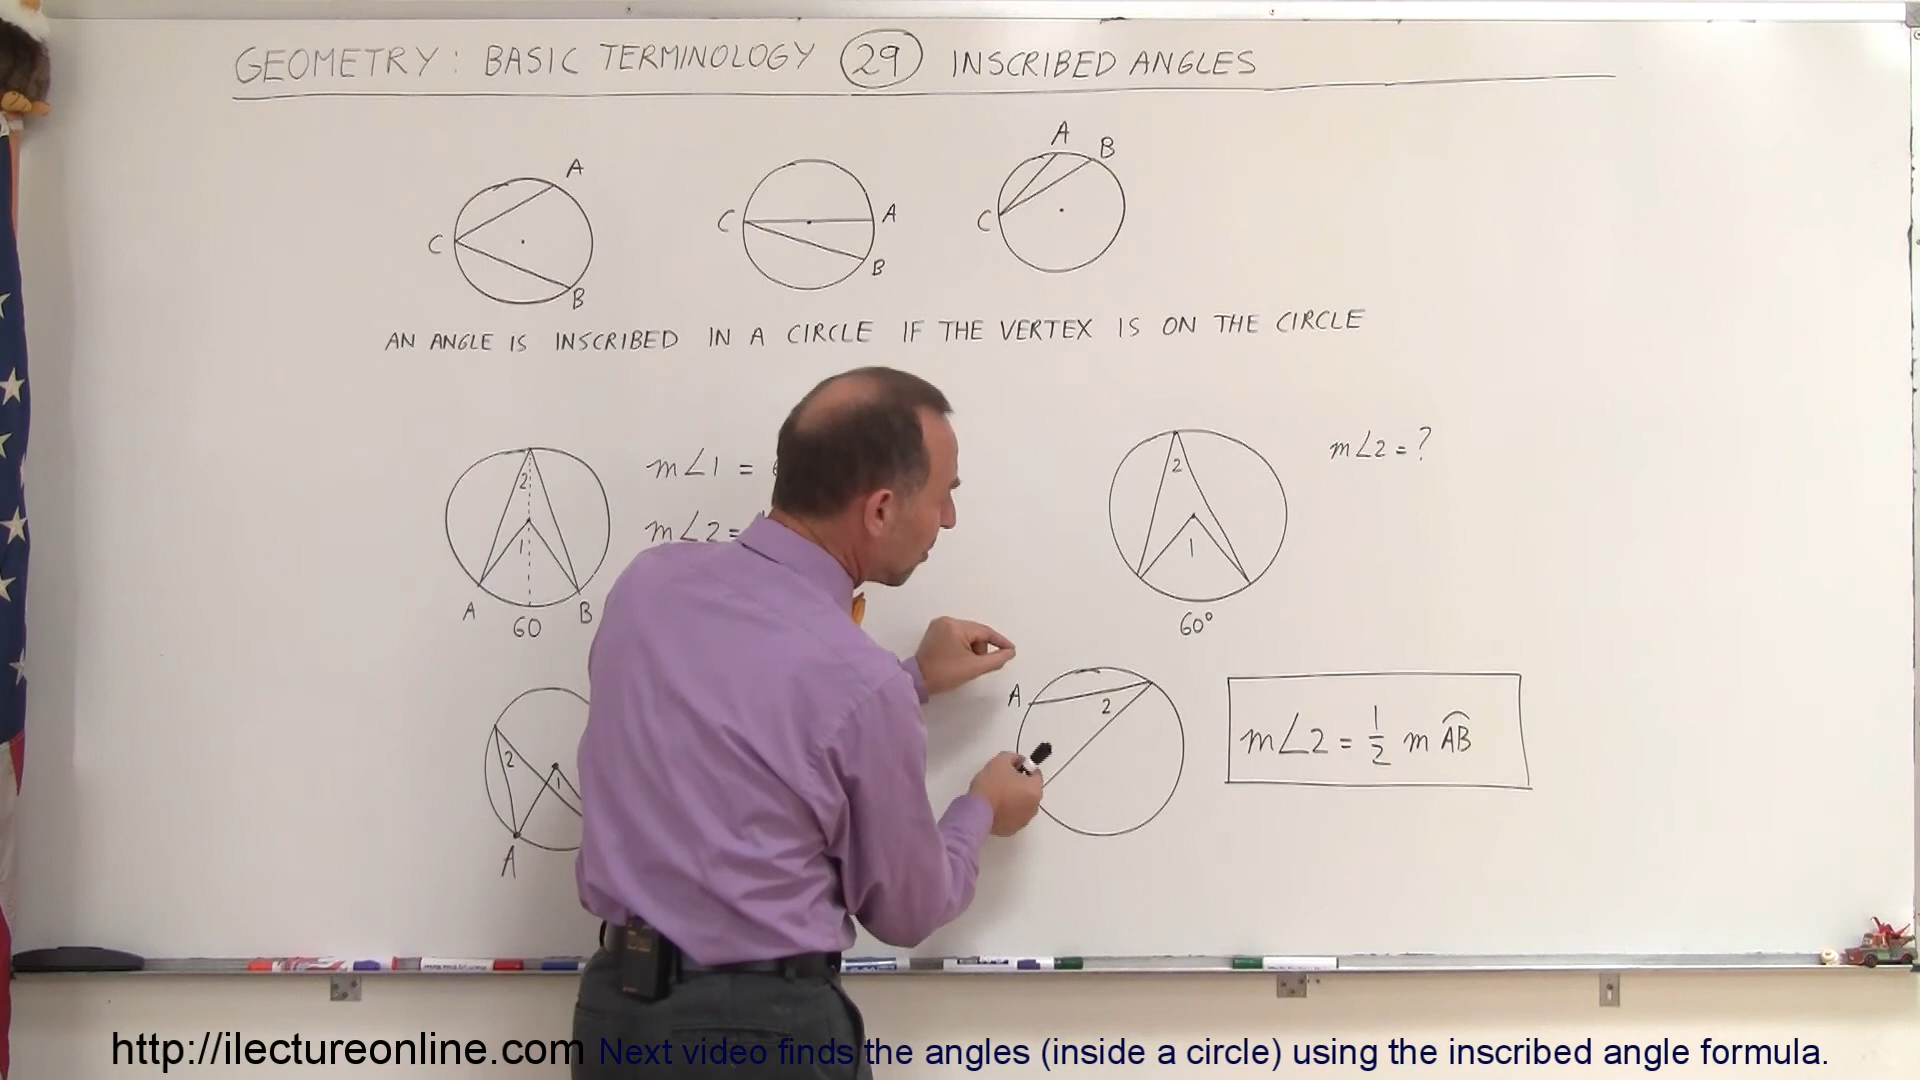 GEOMETRY: BASIC TERMINOLOGY 29 INSCRIBED ANGLES
A
C
B
C
A
B
A
B
C
AN ANGLE IS INSCRIBED IN A CIRCLE IF THE VERTEX IS ON THE CIRCLE
m∠1 =
m∠2 =
2
1
A
B
60
2
1
60°
m∠2 = ?
2
1
A
A
2
m∠2 = 1/2 m A͡B
http://ilectureonline.com Next video finds the angles (inside a circle) using the inscribed angle formula.